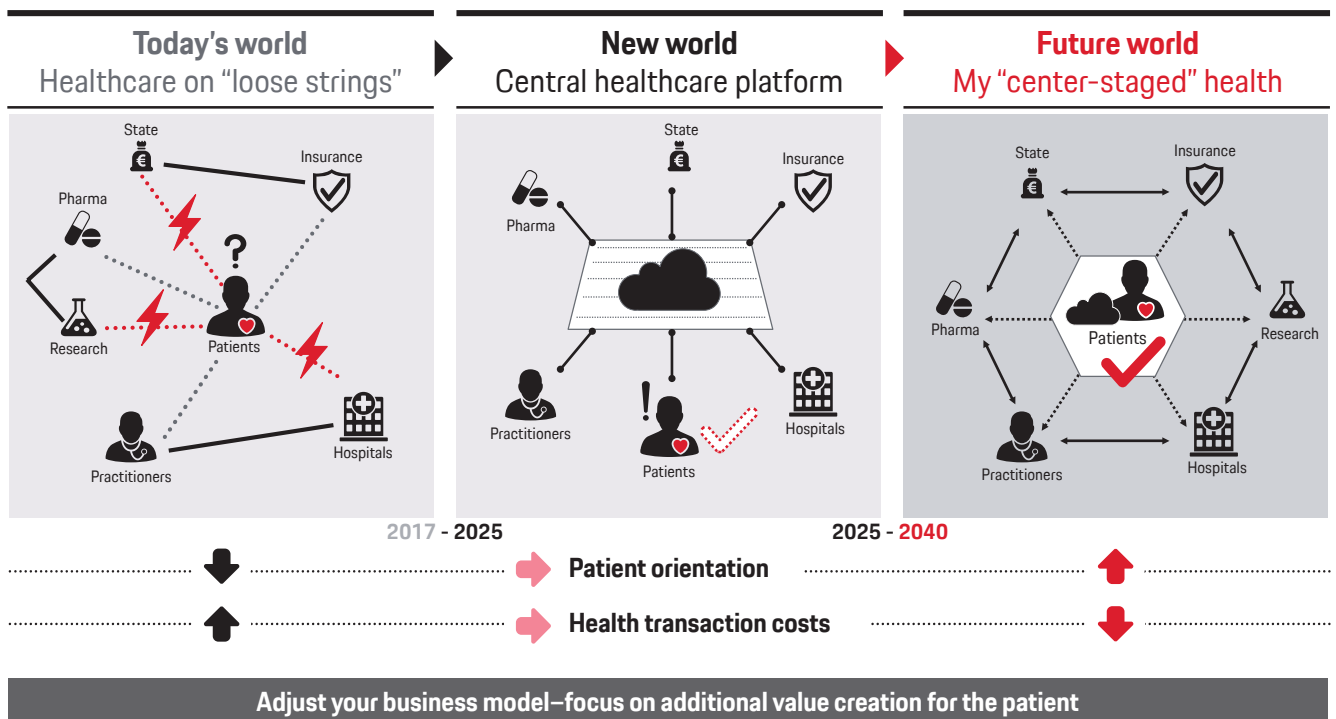 Today's world
Healthcare on “loose strings”
New world
Central healthcare platform
Future world
My “center-staged” health
State
€
Insurance
Pharma
?
Research
Patients
Practitioners
Hospitals
State
€
Insurance
Pharma
Practitioners
!
Patients
Hospitals
State
€
Insurance
Pharma
Patients
Research
Practitioners
Hospitals
2017 - 2025
2025 - 2040
Patient orientation
Health transaction costs
Adjust your business model–focus on additional value creation for the patient